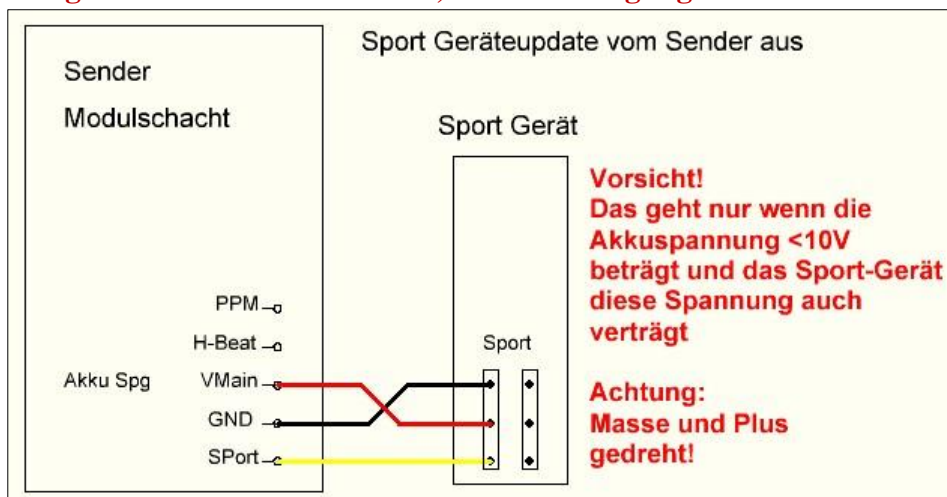 Sport Geräteupdate vom Sender aus
Sender
Modulschacht
Sport Gerät
Vorsicht!
Das geht nur wenn die
Akkuspannung <10V
beträgt und das Sport-Gerät
diese Spannung auch
verträgt
PPM
H-Beat
Sport
Akku Spg VMain
GND
SPort
Achtung:
Masse und Plus
gedreht!